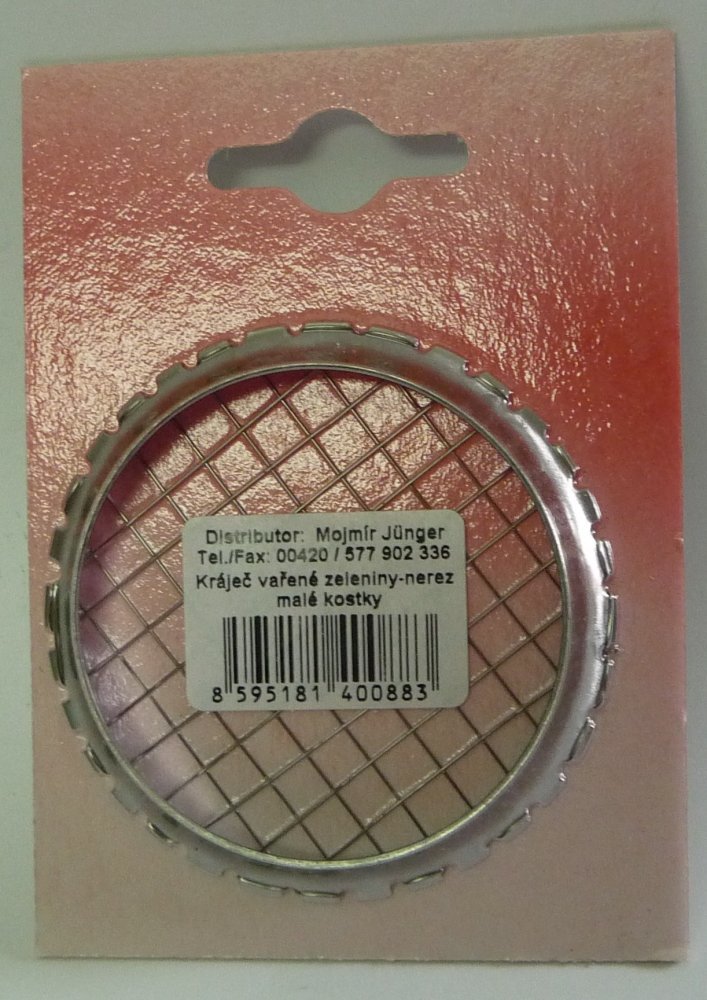 Distributor: Mojmír Jünger
Tel./Fax: 00420 / 577 902 336
Kráječ vařené zeleniny-nerez
malé kostky
8 595181 400883